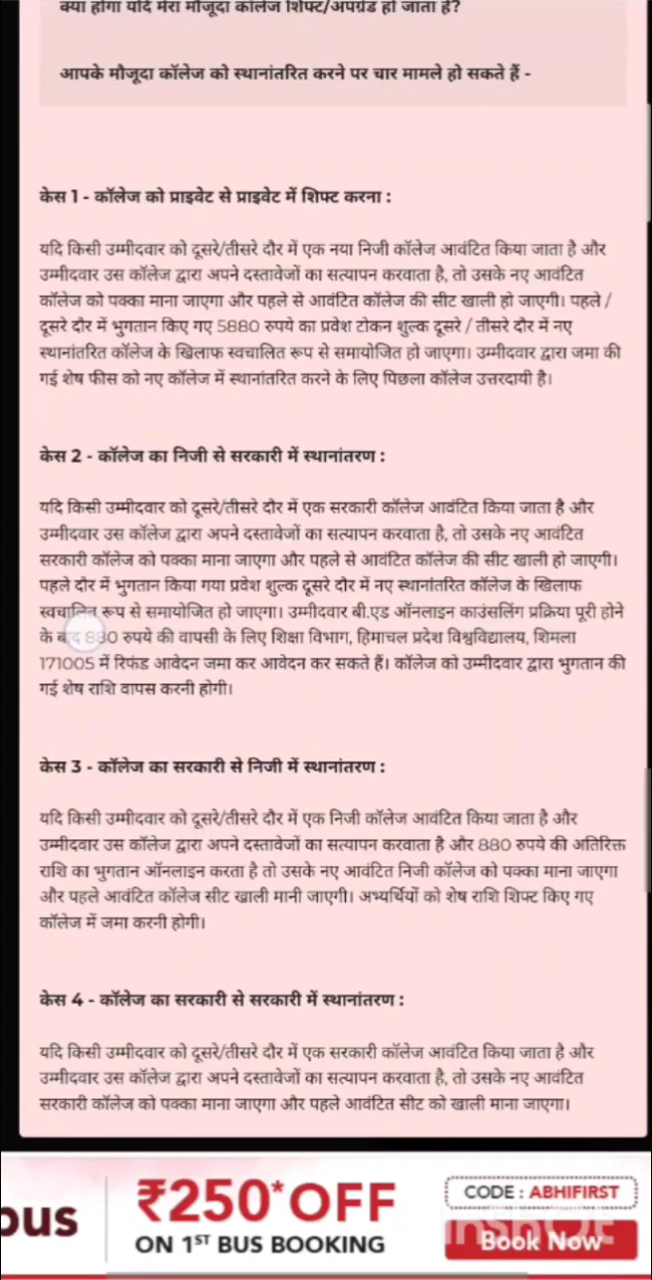 क्या होगा यदि मेरा मौजूदा कॉलेज शिफ्ट/अपग्रेड हो जाता है?
आपके मौजूदा कॉलेज को स्थानांतरित करने पर चार मामले हो सकते हैं -
केस 1 - कॉलेज को प्राइवेट से प्राइवेट में शिफ्ट करना :
यदि किसी उम्मीदवार को दूसरे/तीसरे दौर में एक नया निजी कॉलेज आवंटित किया जाता है और
उम्मीदवार उस कॉलेज द्वारा अपने दस्तावेजों का सत्यापन करवाता है, तो उसके नए आवंटित
कॉलेज को पक्का माना जाएगा और पहले से आवंटित कॉलेज की सीट खाली हो जाएगी। पहले /
दूसरे दौर में भुगतान किए गए 5880 रुपये का प्रवेश टोकन शुल्क दूसरे / तीसरे दौर में नए
स्थानांतरित कॉलेज के खिलाफ स्वचालित रूप से समायोजित हो जाएगा। उम्मीदवार द्वारा जमा की
गई शेष फीस को नए कॉलेज में स्थानांतरित करने के लिए पिछला कॉलेज उत्तरदायी है।
केस 2 - कॉलेज का निजी से सरकारी में स्थानांतरण :
यदि किसी उम्मीदवार को दूसरे/तीसरे दौर में एक सरकारी कॉलेज आवंटित किया जाता है और
उम्मीदवार उस कॉलेज द्वारा अपने दस्तावेजों का सत्यापन करवाता है, तो उसके नए आवंटित
सरकारी कॉलेज को पक्का माना जाएगा और पहले से आवंटित कॉलेज की सीट खाली हो जाएगी।
पहले दौर में भुगतान किया गया प्रवेश शुल्क दूसरे दौर में नए स्थानांतरित कॉलेज के खिलाफ
स्वचालित रूप से समायोजित हो जाएगा। उम्मीदवार बी.एड ऑनलाइन काउंसलिंग प्रक्रिया पूरी होने
के बाद 880 रुपये की वापसी के लिए शिक्षा विभाग, हिमाचल प्रदेश विश्वविद्यालय, शिमला
171005 में रिफंड आवेदन जमा कर आवेदन कर सकते हैं। कॉलेज को उम्मीदवार द्वारा भुगतान की
गई शेष राशि वापस करनी होगी।
केस 3 - कॉलेज का सरकारी से निजी में स्थानांतरण :
यदि किसी उम्मीदवार को दूसरे/तीसरे दौर में एक निजी कॉलेज आवंटित किया जाता है और
उम्मीदवार उस कॉलेज द्वारा अपने दस्तावेजों का सत्यापन करवाता है और 880 रुपये की अतिरिक्त
राशि का भुगतान ऑनलाइन करता है तो उसके नए आवंटित निजी कॉलेज को पक्का माना जाएगा
और पहले आवंटित कॉलेज सीट खाली मानी जाएगी। अभ्यर्थियों को शेष राशि शिफ्ट किए गए
कॉलेज में जमा करनी होगी।
केस 4 - कॉलेज का सरकारी से सरकारी में स्थानांतरण :
यदि किसी उम्मीदवार को दूसरे/तीसरे दौर में एक सरकारी कॉलेज आवंटित किया जाता है और
उम्मीदवार उस कॉलेज द्वारा अपने दस्तावेजों का सत्यापन करवाता है, तो उसके नए आवंटित
सरकारी कॉलेज को पक्का माना जाएगा और पहले आवंटित सीट को खाली माना जाएगा।
bus ₹250* OFF
ON 1ST BUS BOOKING
CODE : ABHIFIRST
Book Now